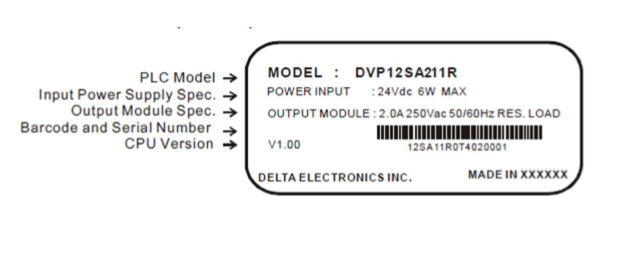 PLC Model → MODEL : DVP12SA211R
Input Power Supply Spec. → POWER INPUT : 24Vdc 6W MAX
Output Module Spec. → OUTPUT MODULE : 2.0A 250Vac 50/60Hz RES. LOAD
Barcode and Serial Number →
CPU Version → V1.00 12SA11R0T4020001
DELTA ELECTRONICS INC. MADE IN XXXXXX